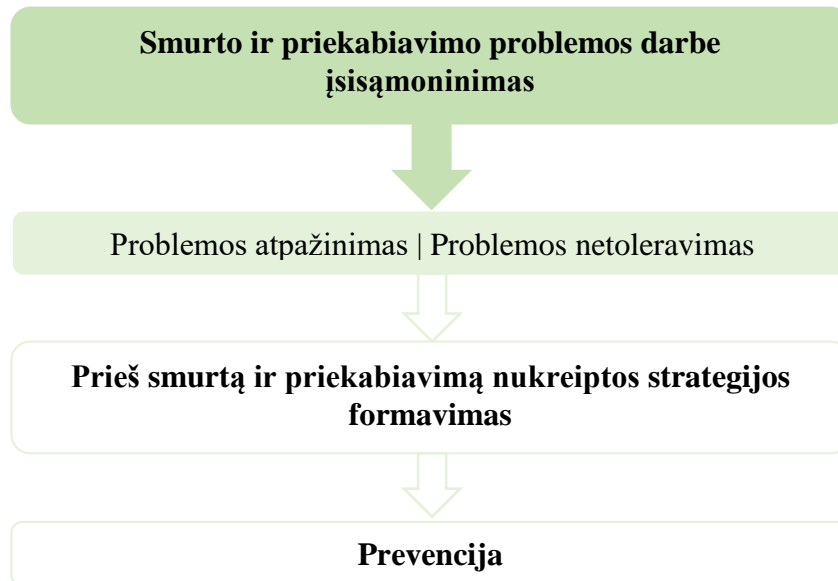 Smurto ir priekabiavimo problemos darbe
įsisąmoninimas
Problemos atpažinimas | Problemos netoleravimas
Prieš smurtą ir priekabiavimą nukreiptos strategijos
formavimas
Prevencija